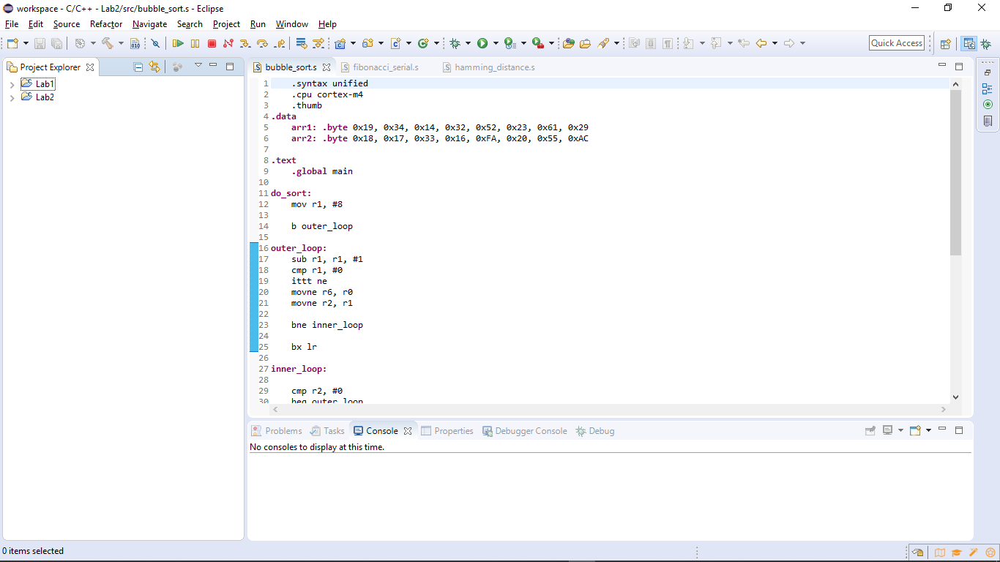 workspace - C/C++ - Lab2/src/bubble_sort.s - Eclipse
File Edit Source Refactor Navigate Search Project Run Window Help
Quick Access
Project Explorer
Lab1
Lab2
bubble_sort.s fibonacci_serial.s hamming_distance.s
1 .syntax unified
2 .cpu cortex-m4
3 .thumb
4 .data
5 arr1: .byte 0x19, 0x34, 0x14, 0x32, 0x52, 0x23, 0x61, 0x29
6 arr2: .byte 0x18, 0x17, 0x33, 0x16, 0xFA, 0x20, 0x55, 0xAC
7
8 .text
9 .global main
10
11 do_sort:
12 mov r1, #8
13
14 b outer_loop
15
16 outer_loop:
17 sub r1, r1, #1
18 cmp r1, #0
19 ittt ne
20 movne r6, r0
21 movne r2, r1
22
23 bne inner_loop
24
25 bx lr
26
27 inner_loop:
28
29 cmp r2, #0
30 beq outer_loop
Problems Tasks Console Properties Debugger Console Debug
No consoles to display at this time.
0 items selected